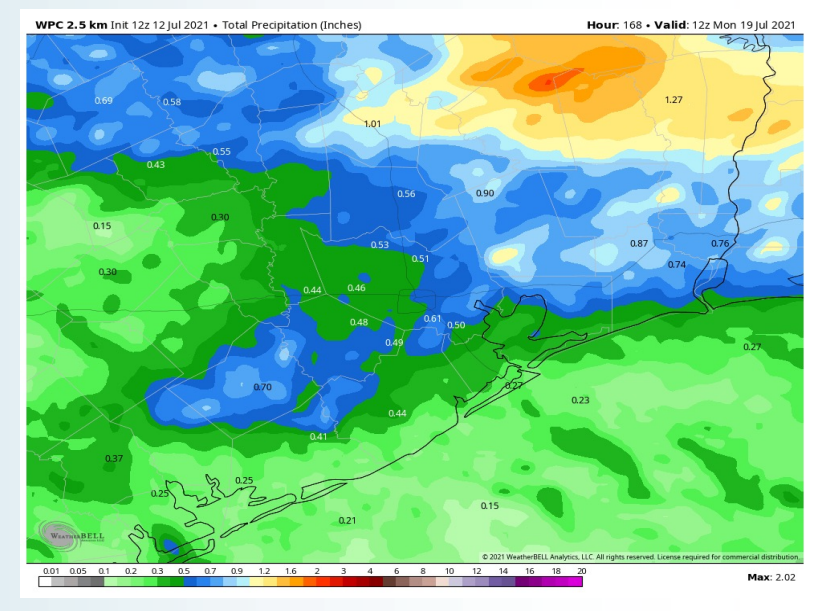 WPC 2.5 km Init 12z 12 Jul 2021 • Total Precipitation (Inches) Hour: 168 • Valid: 12z Mon 19 Jul 2021
0.69 0.58 1.27
1.01
0.55
0.43
0.56 0.90
0.30
0.15
0.53 0.87 0.76
0.51 0.74
0.30
0.44 0.46
0.48 0.61 0.50
0.49 0.27
0.70 0.27
0.23
0.44
0.41
0.37
0.25 0.25
0.15
0.21
WEATHERBELL
© 2021 WeatherBELL Analytics, LLC. All rights reserved. License required for commercial distribution.
0.01 0.05 0.1 0.2 0.3 0.5 0.7 0.9 1.2 1.6 2 3 4 6 8 10 12 14 16 18 20
Max: 2.02